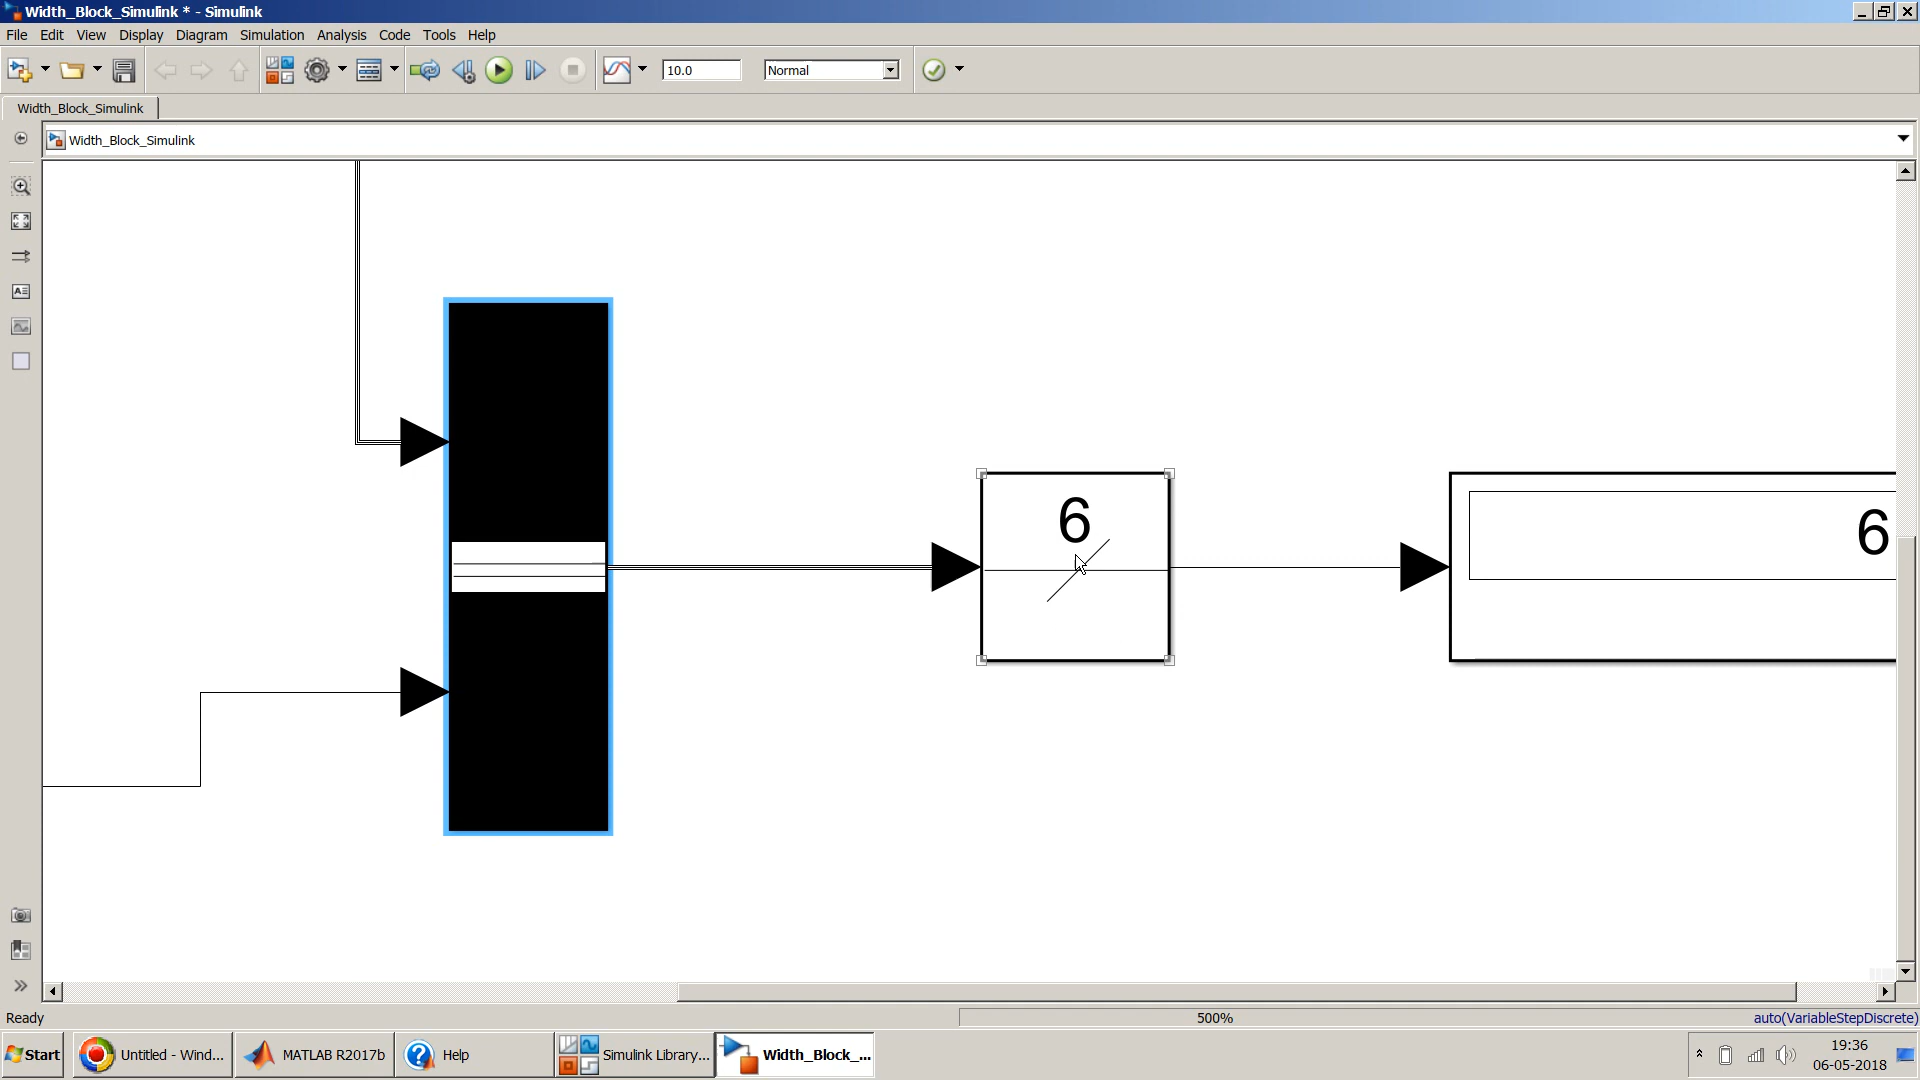 Width_Block_Simulink * - Simulink
File Edit View Display Diagram Simulation Analysis Code Tools Help
10.0 Normal
Width_Block_Simulink
Width_Block_Simulink
6
6
Ready 500% auto(VariableStepDiscrete)
Start Untitled - Wind... MATLAB R2017b Help Simulink Library... Width_Block_...
19:36
06-05-2018